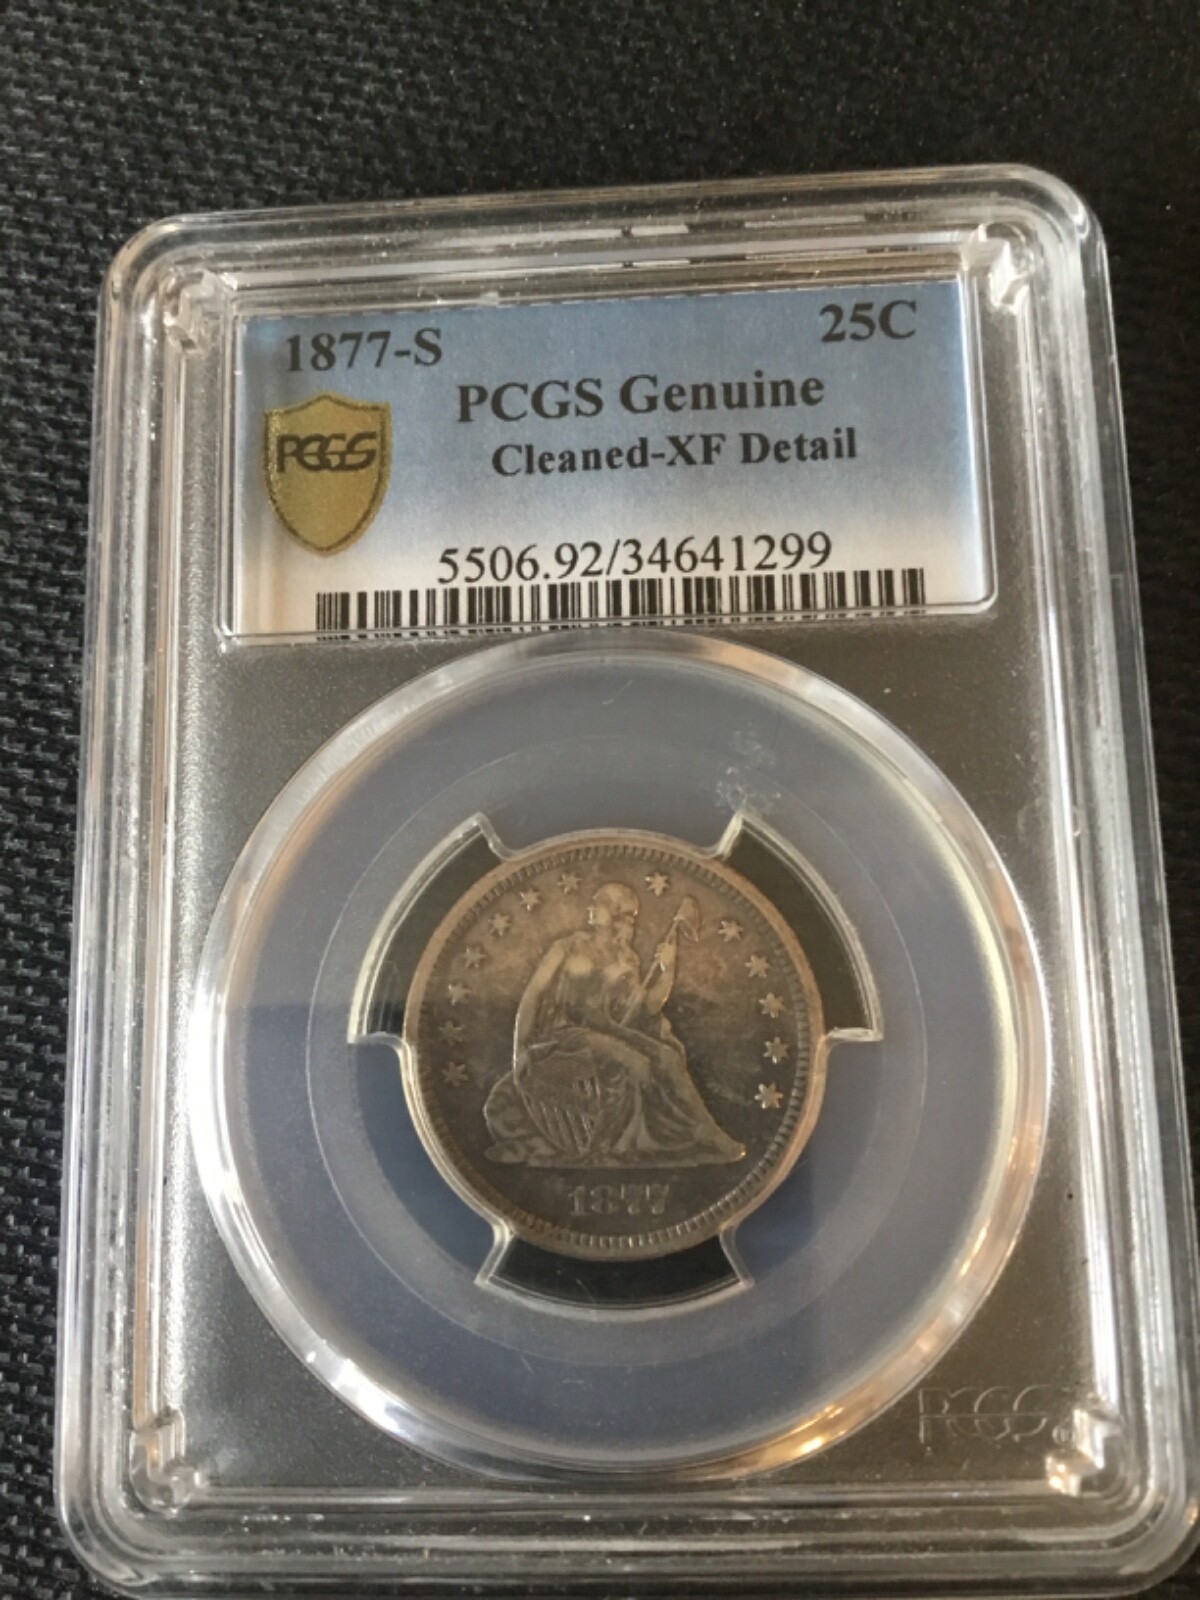 1877-S 25C
PCGS Genuine
PCGS
Cleaned-XF Detail
5506.92/34641299
1877
PCGS